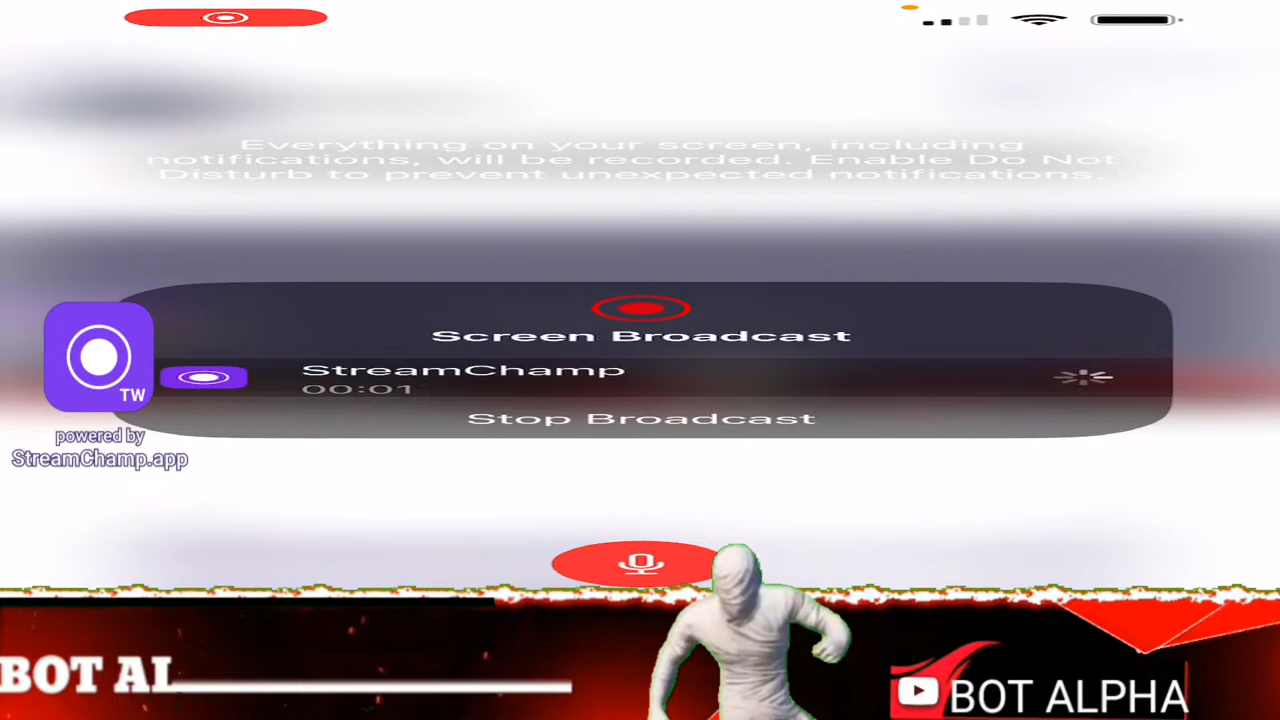 Everything on your screen, including
notifications, will be recorded. Enable Do Not
Disturb to prevent unexpected notifications.
Screen Broadcast
StreamChamp
00:01
Stop Broadcast
TW
powered by
StreamChamp.app
BOT AL
BOT ALPHA